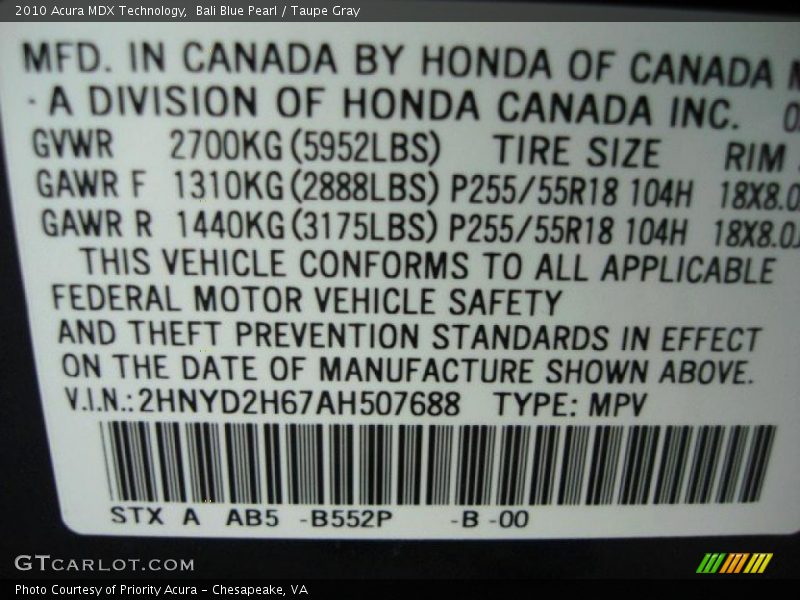 2010 Acura MDX Technology,  Bali Blue Pearl / Taupe Gray
MFD. IN CANADA BY HONDA OF CANADA
- A DIVISION OF HONDA CANADA INC.
GVWR 2700KG (5952LBS) TIRE SIZE RIM
GAWR F 1310KG (2888LBS) P255/55R18 104H 18X8.0
GAWR R 1440KG (3175LBS) P255/55R18 104H 18X8.0J
THIS VEHICLE CONFORMS TO ALL APPLICABLE
FEDERAL MOTOR VEHICLE SAFETY
AND THEFT PREVENTION STANDARDS IN EFFECT
ON THE DATE OF MANUFACTURE SHOWN ABOVE.
V.I.N.: 2HNYD2H67AH507688 TYPE: MPV
STX A AB5 -B552P -B -00
GTCARLOT.COM
Photo Courtesy of Priority Acura - Chesapeake, VA